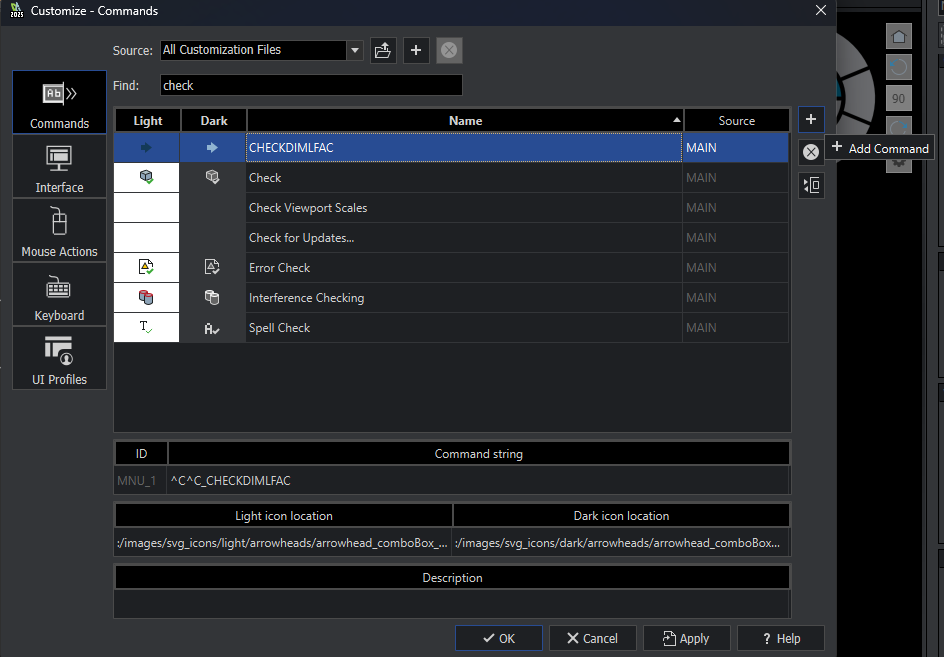 2025 Customize - Commands
Source: All Customization Files
Find: check
Commands
Interface
Mouse Actions
Keyboard
UI Profiles
Light Dark Name Source
CHECKDIMLFAC MAIN
Check MAIN
Check Viewport Scales MAIN
Check for Updates... MAIN
Error Check MAIN
Interference Checking MAIN
Spell Check MAIN
+ Add Command
90
ID Command string
MNU_1 ^C^C_CHECKDIMLFAC
Light icon location Dark icon location
:/images/svg_icons/light/arrowheads/arrowhead_comboBox_... :/images/svg_icons/dark/arrowheads/arrowhead_comboBox...
Description
OK Cancel Apply ? Help